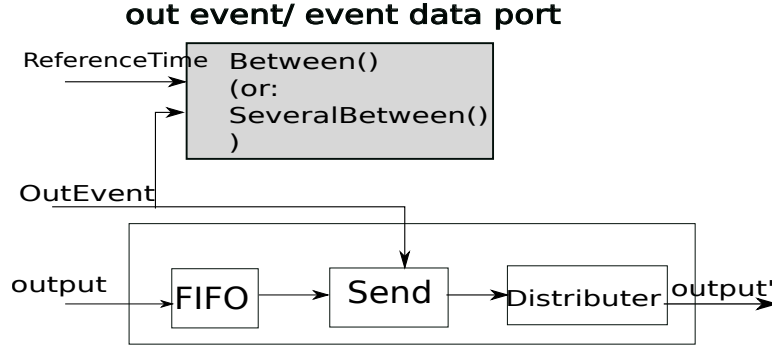 out event/ event data port
ReferenceTime
Between()
(or:
SeveralBetween()
)
OutEvent
output
FIFO
Send
Distributer
output'